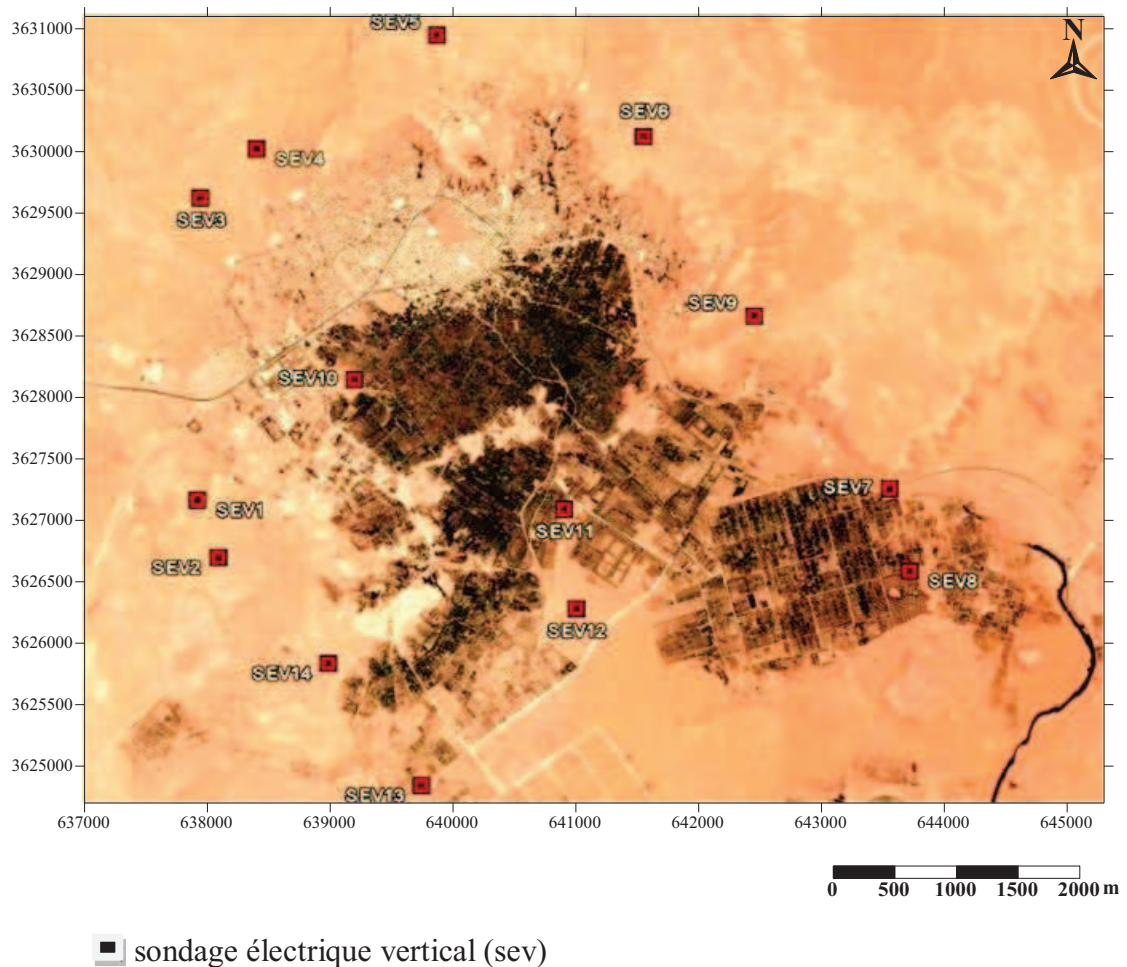 3631000
SEV5
N
3630500
SEV6
3630000
SEV4
3629500
SEV3
3629000
SEV9
3628500
SEV10
3628000
3627500
SEV7
SEV1
3627000
SEV11
SEV2
3626500
SEV8
SEV12
3626000
SEV14
3625500
3625000
SEV13
637000 638000 639000 640000 641000 642000 643000 644000 645000
0 500 1000 1500 2000 m
sondage électrique vertical (sev)